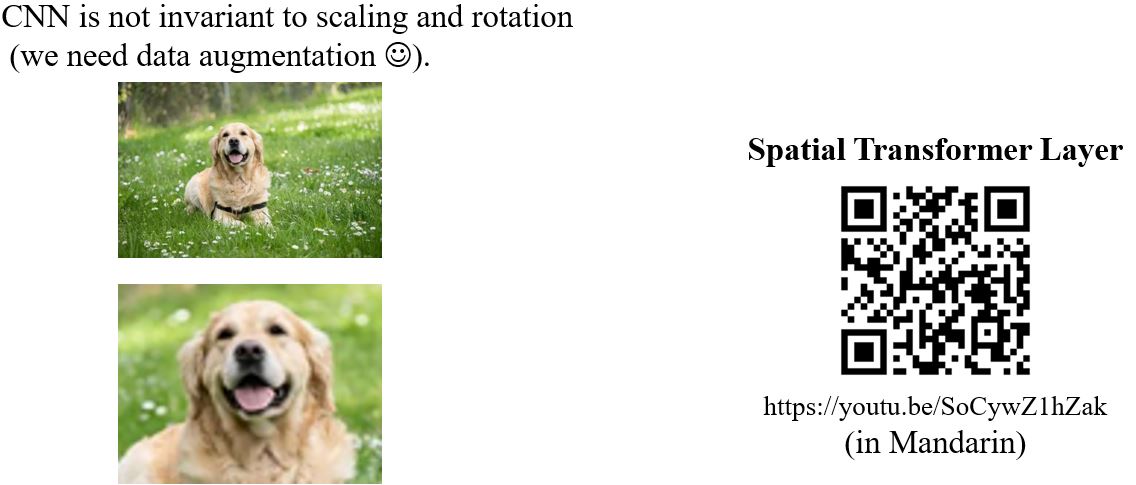 CNN is not invariant to scaling and rotation
(we need data augmentation ☺).
Spatial Transformer Layer
https://youtu.be/SoCywZ1hZak
(in Mandarin)